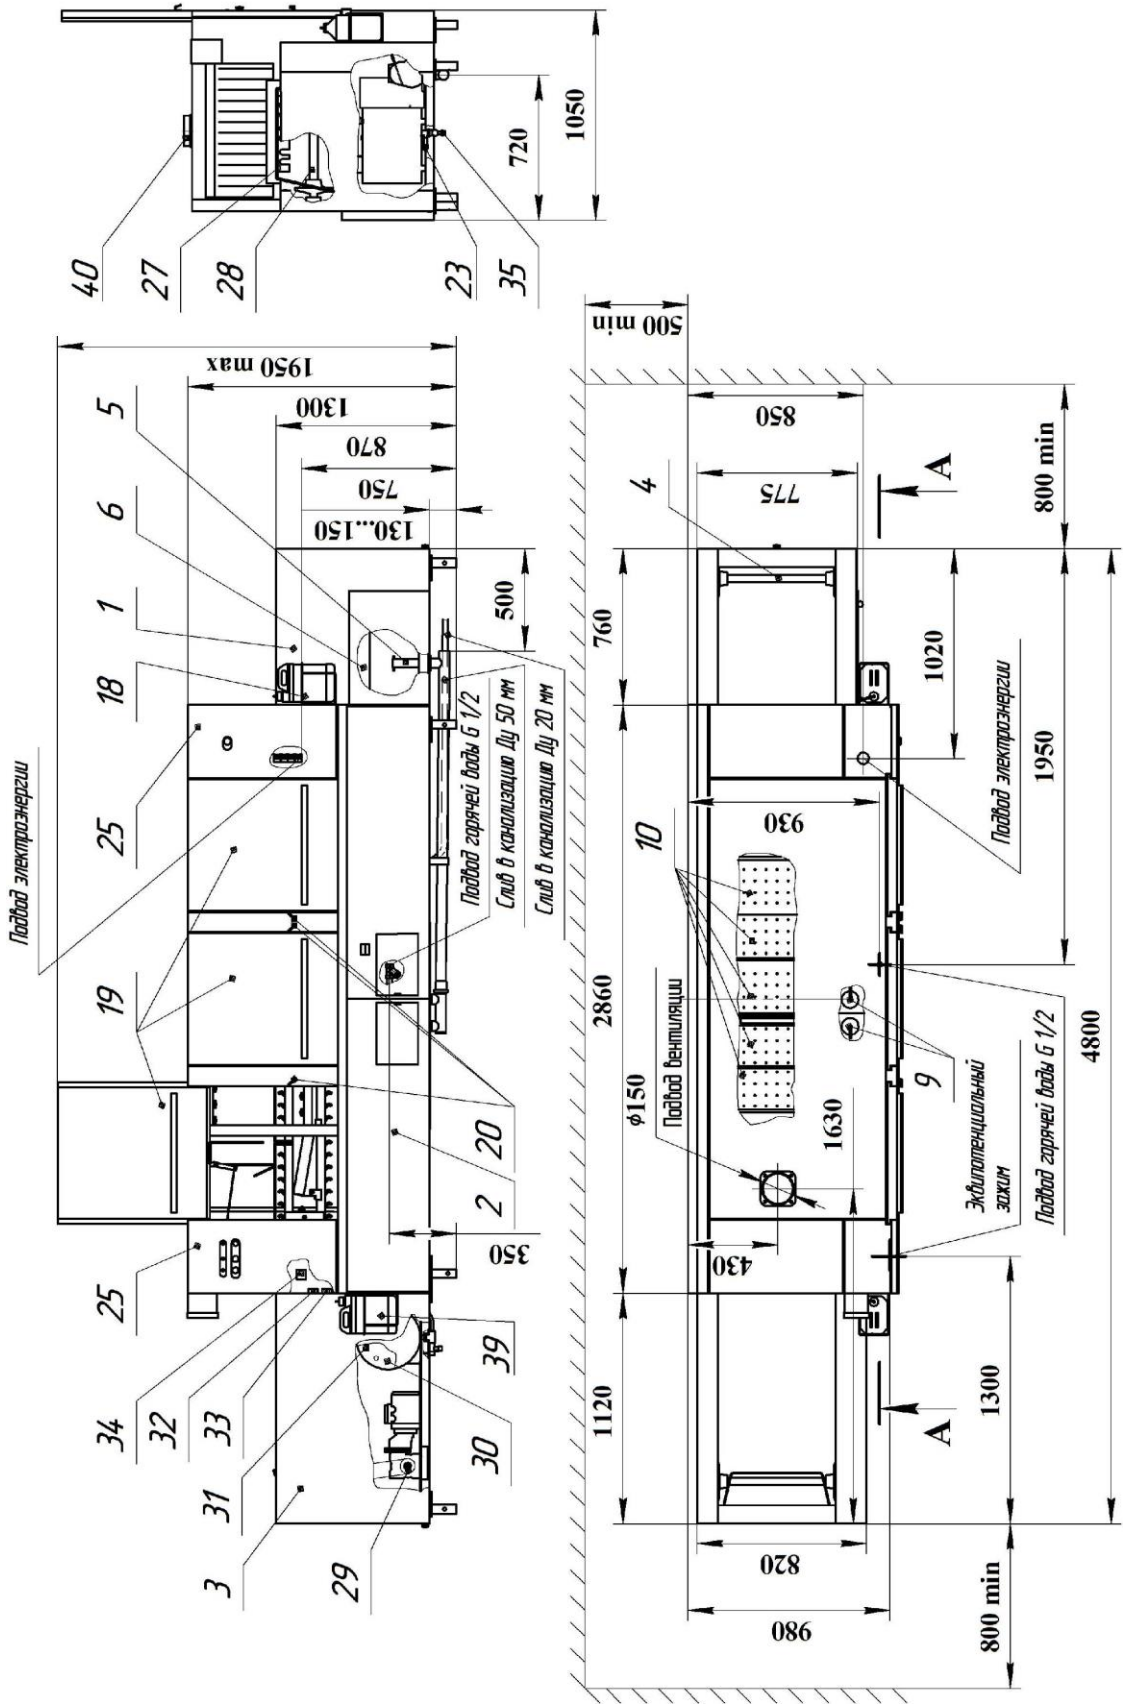 40
27
28
23
35
720
1050
Подвод электроэнергии
19
25
18
1
6
5
1950 max
1300
870
750
130...150
500
Подвод горячей воды G 1/2
Слив в канализацию Ду 50 мм
Слив в канализацию Ду 20 мм
25
34
32
33
31
3
29
30
39
2
20
350
500 min
850
775
4
A
800 min
760
1020
Подвод электроэнергии
1950
930
10
2860
Подвод вентиляции
ϕ150
1630
9
Эквипотенциальный
зажим
Подвод горячей воды G 1/2
4800
430
1120
1300
A
820
980
800 min